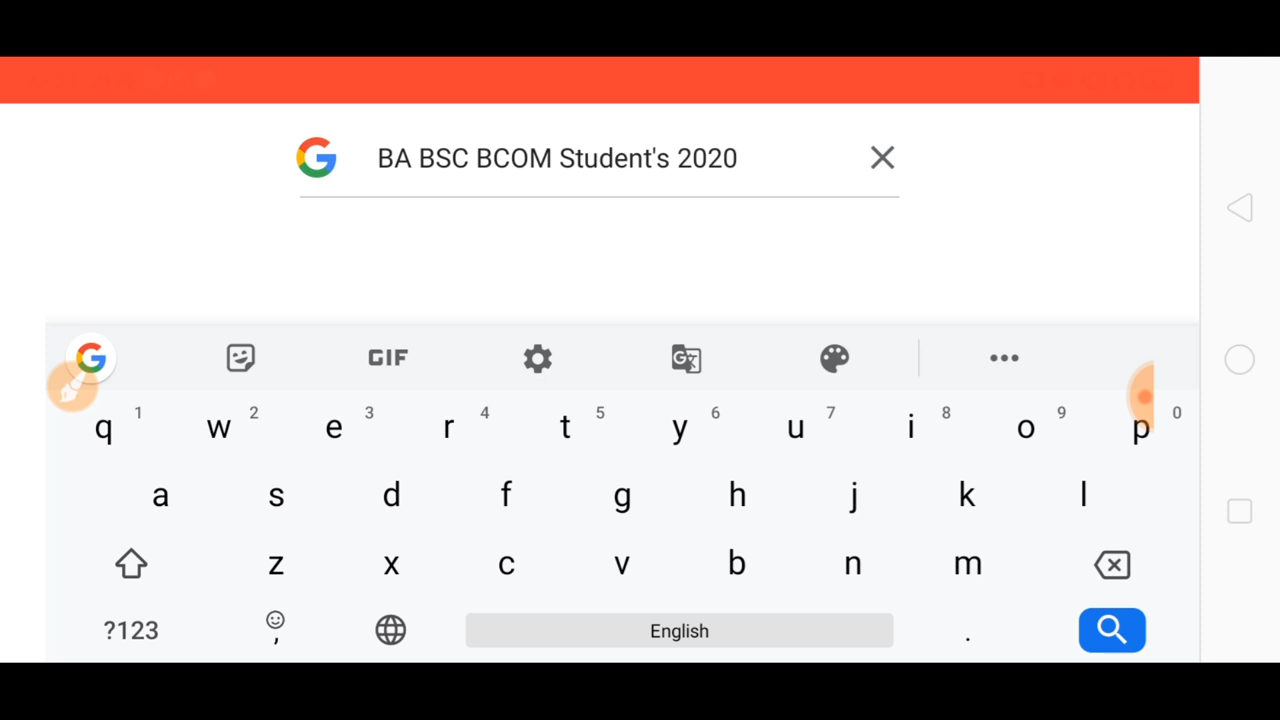 BA BSC BCOM Student's 2020
GIF
q 1 w 2 e 3 r 4 t 5 y 6 u 7 i 8 o 9 p 0
a s d f g h j k l
z x c v b n m
?123 , English .